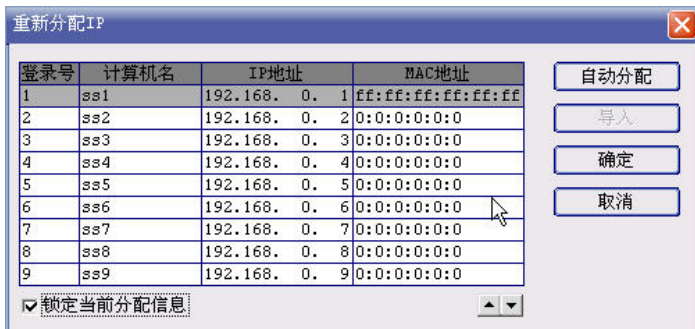 重新分配IP
登录号 计算机名 IP地址 MAC地址
1 ss1 192.168. 0. 1 ff:ff:ff:ff:ff:ff
2 ss2 192.168. 0. 2 0:0:0:0:0:0
3 ss3 192.168. 0. 3 0:0:0:0:0:0
4 ss4 192.168. 0. 4 0:0:0:0:0:0
5 ss5 192.168. 0. 5 0:0:0:0:0:0
6 ss6 192.168. 0. 6 0:0:0:0:0:0
7 ss7 192.168. 0. 7 0:0:0:0:0:0
8 ss8 192.168. 0. 8 0:0:0:0:0:0
9 ss9 192.168. 0. 9 0:0:0:0:0:0
自动分配
导入
确定
取消
锁定当前分配信息